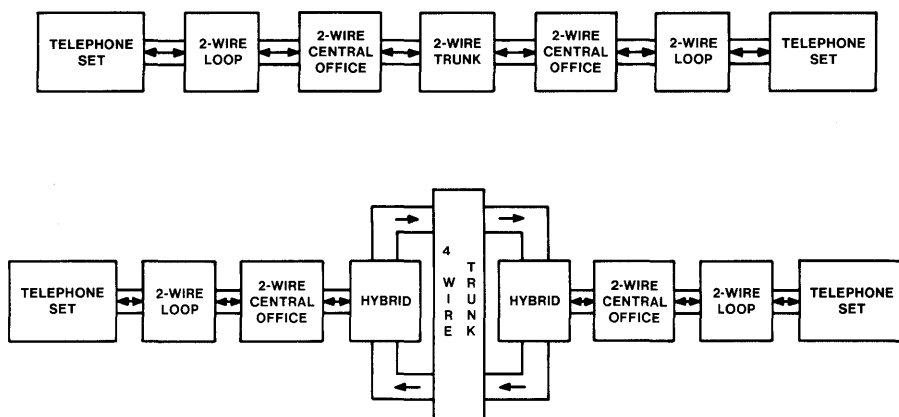 TELEPHONE
SET
2-WIRE
LOOP
2-WIRE
CENTRAL
OFFICE
2-WIRE
TRUNK
2-WIRE
CENTRAL
OFFICE
2-WIRE
LOOP
TELEPHONE
SET
TELEPHONE
SET
2-WIRE
LOOP
2-WIRE
CENTRAL
OFFICE
HYBRID
4 WIRE
TRUNK
HYBRID
2-WIRE
CENTRAL
OFFICE
2-WIRE
LOOP
TELEPHONE
SET